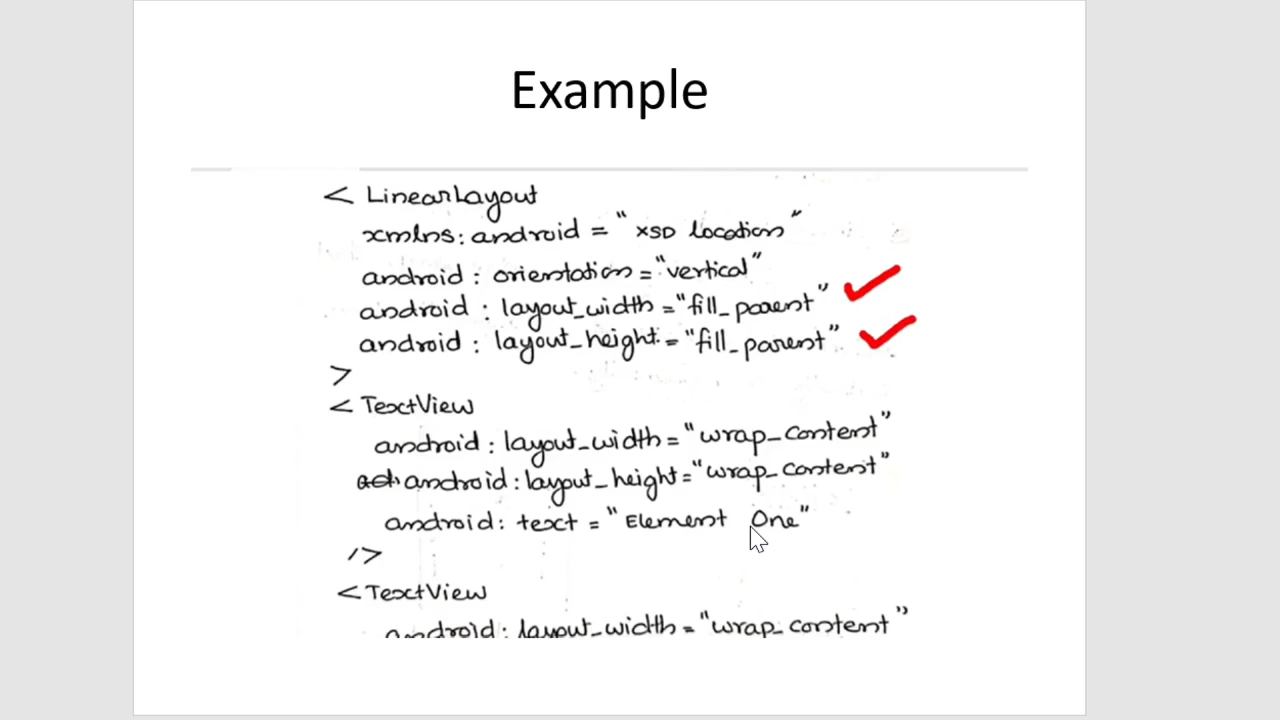 Example
< LinearLayout
xmlns: android = "XSD location"
android: orientation = "vertical"
android: layout_width = "fill_parent"
android: layout_height = "fill_parent"
>
< TextView
android: layout_width = "wrap_content"
android: layout_height = "wrap_content"
android: text = "Element One"
/>
< TextView
android: layout_width = "wrap_content"